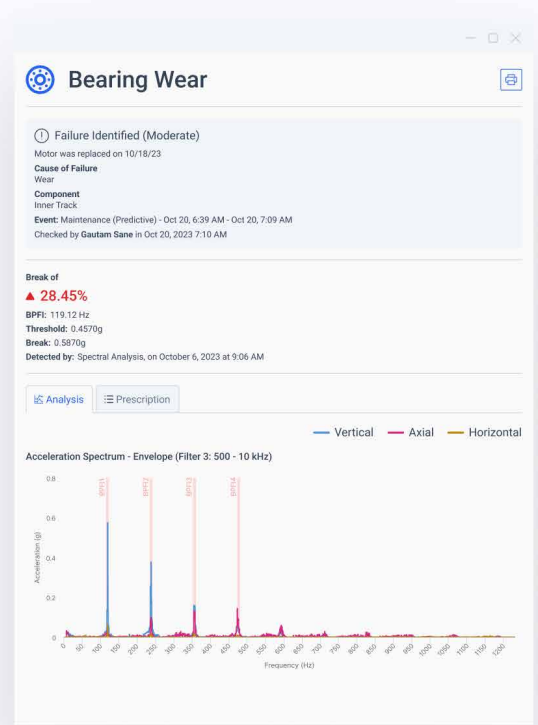 Bearing Wear
Failure Identified (Moderate)
Motor was replaced on 10/18/23
Cause of Failure
Wear
Component
Inner Track
Event: Maintenance (Predictive) - Oct 20, 6:39 AM - Oct 20, 7:09 AM
Checked by Gautam Sane in Oct 20, 2023 7:10 AM
Break of
28.45%
BPFI: 119.12 Hz
Threshold: 0.4570g
Break: 0.5870g
Detected by: Spectral Analysis, on October 6, 2023 at 9:06 AM
Analysis
Prescription
Vertical Axial Horizontal
Acceleration Spectrum - Envelope (Filter 3: 500 - 10 kHz)
BPFI1 BPFI2 BPFI3 BPFI4
0.8
0.6
0.4
0.2
0
Acceleration (g)
0 50 100 150 200 250 300 350 400 450 500 550 600 650 700 750 800 850 900 950 1000 1050 1100 1150 1200
Frequency (Hz)